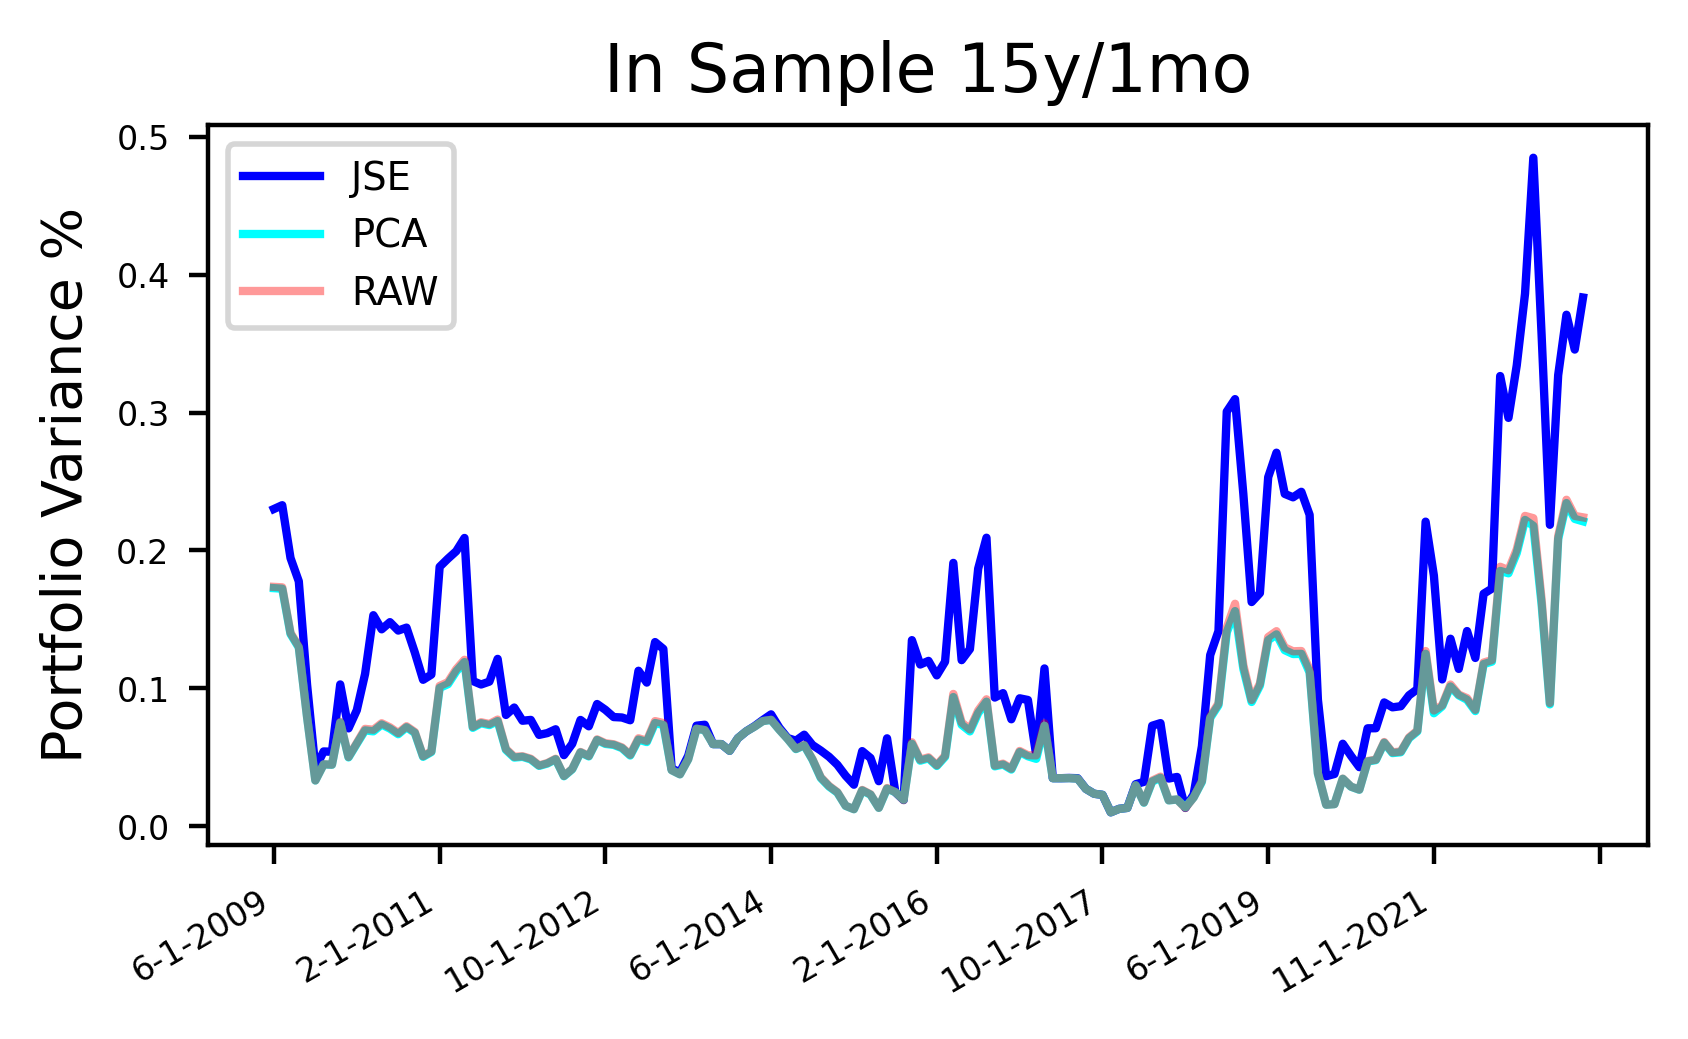 In Sample 15y/1mo
Portfolio Variance %
0.5
0.4
0.3
0.2
0.1
0.0
JSE
PCA
RAW
6-1-2009
2-1-2011
10-1-2012
6-1-2014
2-1-2016
10-1-2017
6-1-2019
11-1-2021